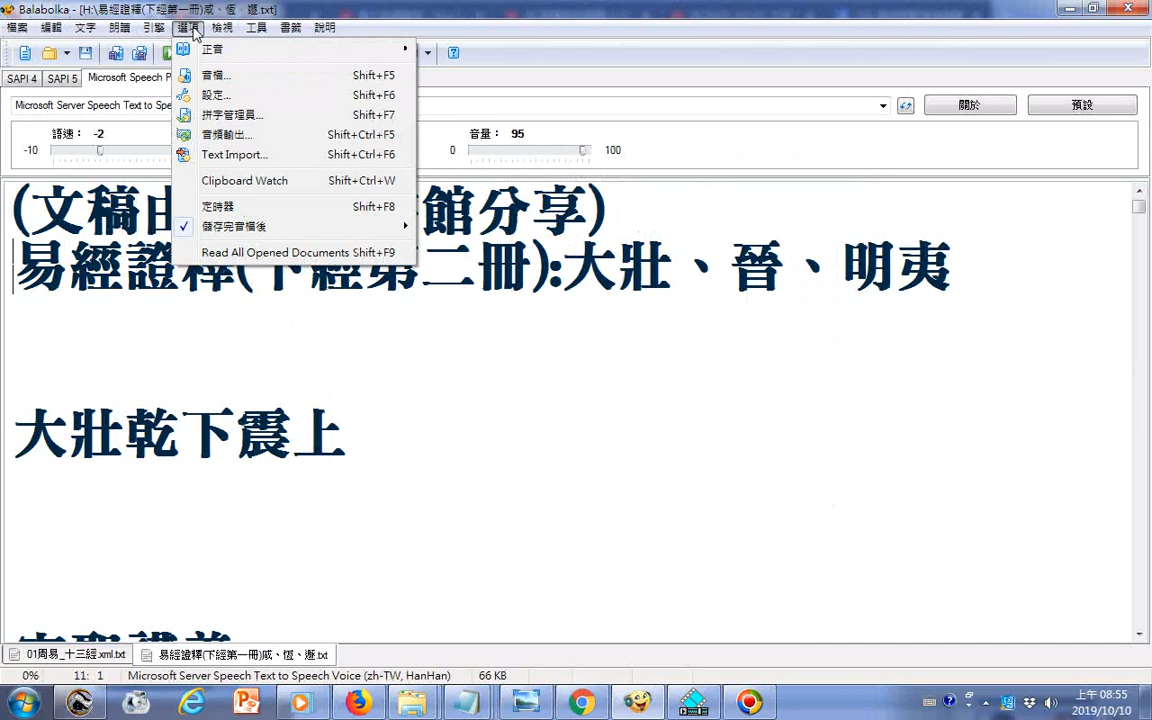 Balabolka - [H:\易經證釋(下經第一冊)咸、恆、遯.txt]
檔案 編輯 文字 朗讀 引擎 選項 檢視 工具 書籤 說明
正音
SAPI 4 SAPI 5 Microsoft Speech P
音檔... Shift+F5
Microsoft Server Speech Text to Spe
設定... Shift+F6
關於 預設
拼字管理員... Shift+F7
語速： -2
音頻輸出... Shift+Ctrl+F5
音量： 95
-10
Text Import... Shift+Ctrl+F6
0 100
Clipboard Watch Shift+Ctrl+W
定時器 Shift+F8
儲存完音檔後
Read All Opened Documents Shift+F9
(文稿由 館分享)
易經證釋(下經第二冊):大壯、晉、明夷
大壯乾下震上
01周易_十三經.xml.txt 易經證釋(下經第一冊)咸、恆、遯.txt
0% 11: 1 Microsoft Server Speech Text to Speech Voice (zh-TW, HanHan) 66 KB
上午 08:55
2019/10/10